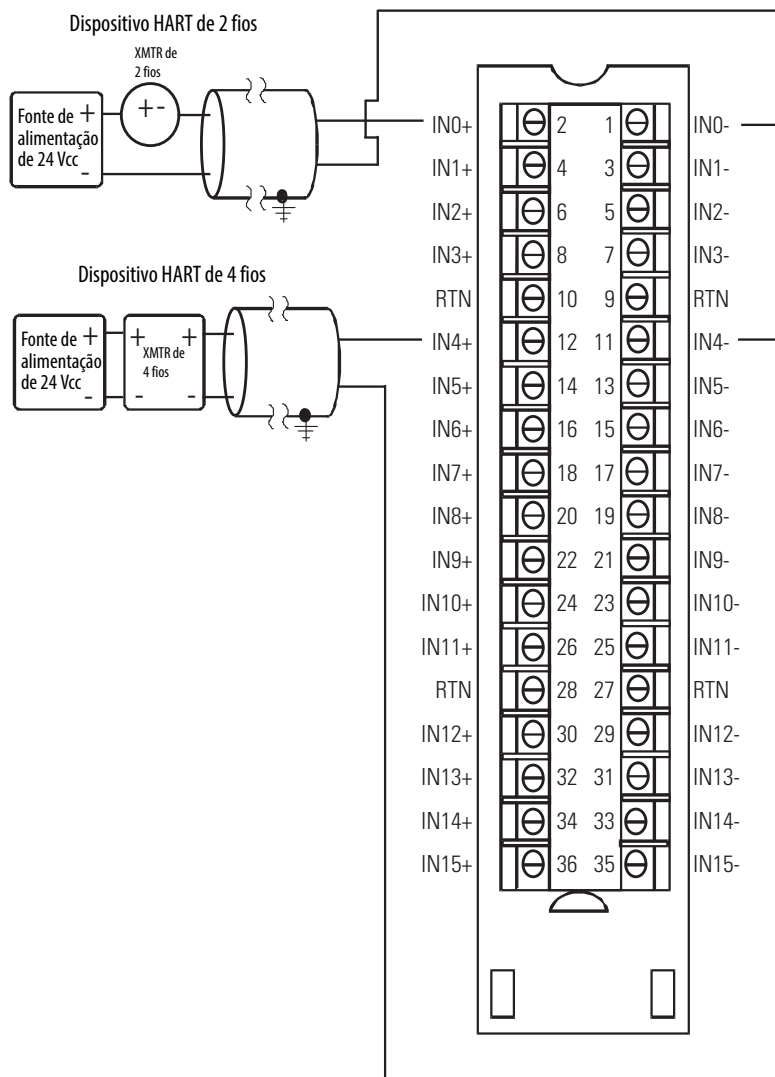 Dispositivo HART de 2 fios
XMTR de
2 fios
+ -
Fonte de +
alimentação
de 24 Vcc
-
Dispositivo HART de 4 fios
Fonte de +
alimentação
de 24 Vcc
-
+ +
XMTR de
4 fios
- -
IN0+ 2 1 IN0-
IN1+ 4 3 IN1-
IN2+ 6 5 IN2-
IN3+ 8 7 IN3-
RTN 10 9 RTN
IN4+ 12 11 IN4-
IN5+ 14 13 IN5-
IN6+ 16 15 IN6-
IN7+ 18 17 IN7-
IN8+ 20 19 IN8-
IN9+ 22 21 IN9-
IN10+ 24 23 IN10-
IN11+ 26 25 IN11-
RTN 28 27 RTN
IN12+ 30 29 IN12-
IN13+ 32 31 IN13-
IN14+ 34 33 IN14-
IN15+ 36 35 IN15-